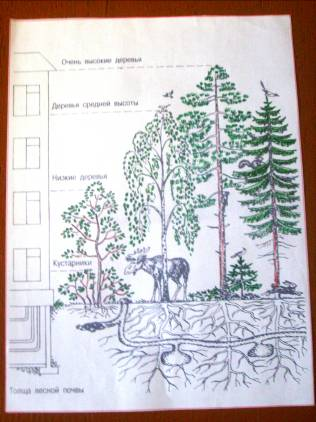 Очень высокие деревья
Деревья средней высоты
Низкие деревья
Кустарники
Толща лесной почвы